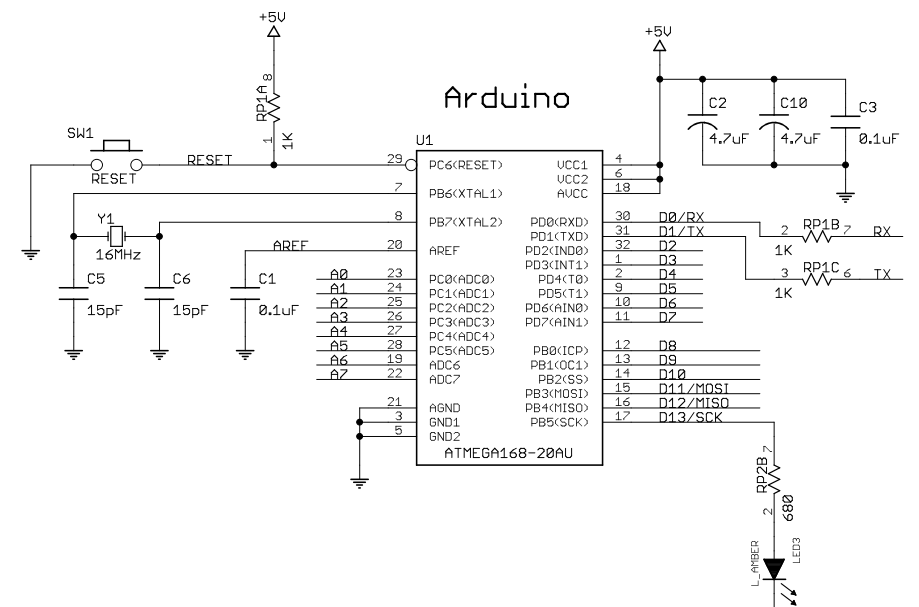 +5V
+5V
Arduino
8
RP1A
1
1K
C2
4.7uF
C10
4.7uF
C3
0.1uF
SW1
RESET
RESET
U1
29
PC6(RESET)
7
PB6(XTAL1)
8
PB7(XTAL2)
20
AREF
AREF
Y1
16MHz
C5
15pF
C6
15pF
C1
0.1uF
A0
23
PC0(ADC0)
A1
24
PC1(ADC1)
A2
25
PC2(ADC2)
A3
26
PC3(ADC3)
A4
27
PC4(ADC4)
A5
28
PC5(ADC5)
A6
19
ADC6
A7
22
ADC7
21
AGND
3
GND1
5
GND2
VCC1
4
VCC2
6
AVCC
18
PD0(RXD)
30
D0/RX
PD1(TXD)
31
D1/TX
PD2(IND0)
32
D2
PD3(INT1)
1
D3
PD4(T0)
2
D4
PD5(T1)
9
D5
PD6(AIN0)
10
D6
PD7(AIN1)
11
D7
PB0(ICP)
12
D8
PB1(OC1)
13
D9
PB2(SS)
14
D10
PB3(MOSI)
15
D11/MOSI
PB4(MISO)
16
D12/MISO
PB5(SCK)
17
D13/SCK
ATMEGA168-20AU
2
RP1B
7
RX
1K
3
RP1C
6
TX
1K
7
RP2B
680
2
L_AMBER
LED3